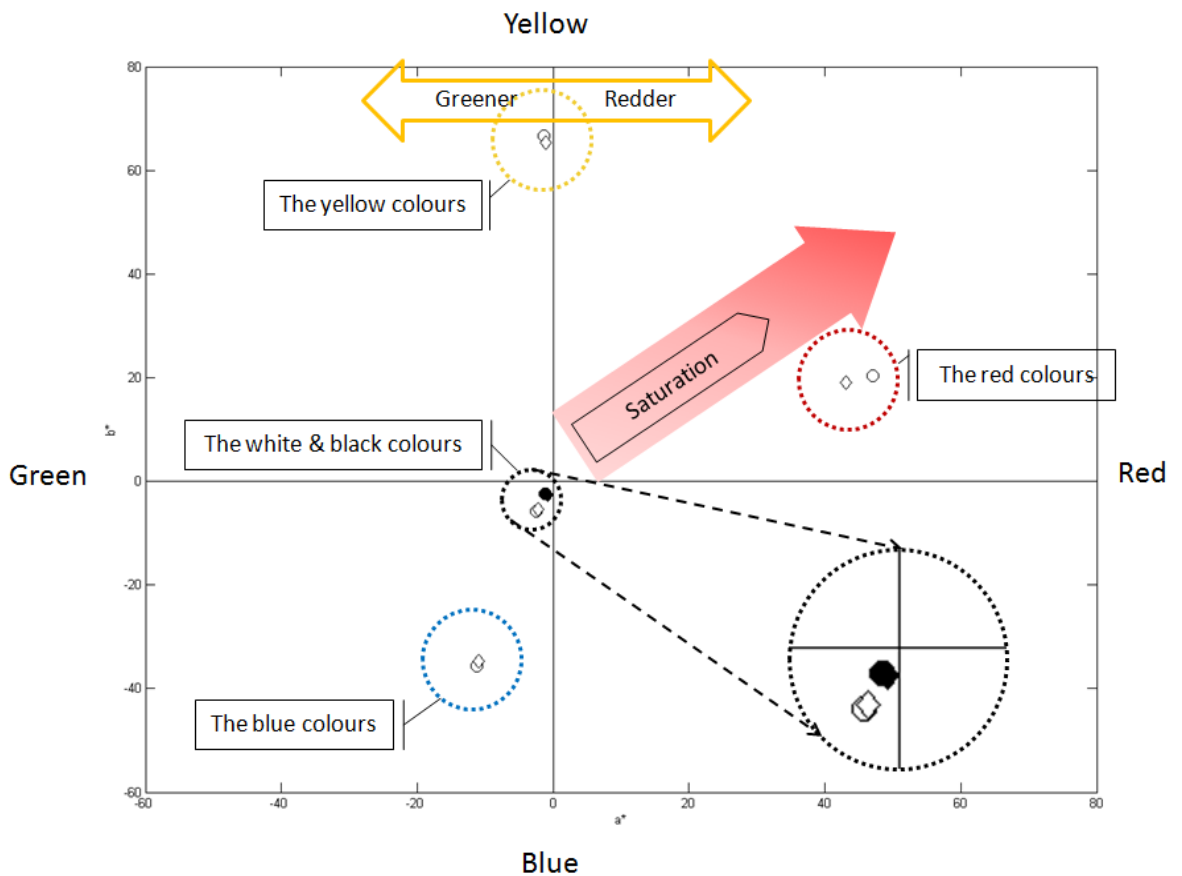 Yellow
80
Greener
Redder
60
The yellow colours
40
Saturation
20
The red colours
The white & black colours
b*
Green
0
Red
-20
-40
The blue colours
-60
-60
-40
-20
0
20
40
60
80
a*
Blue